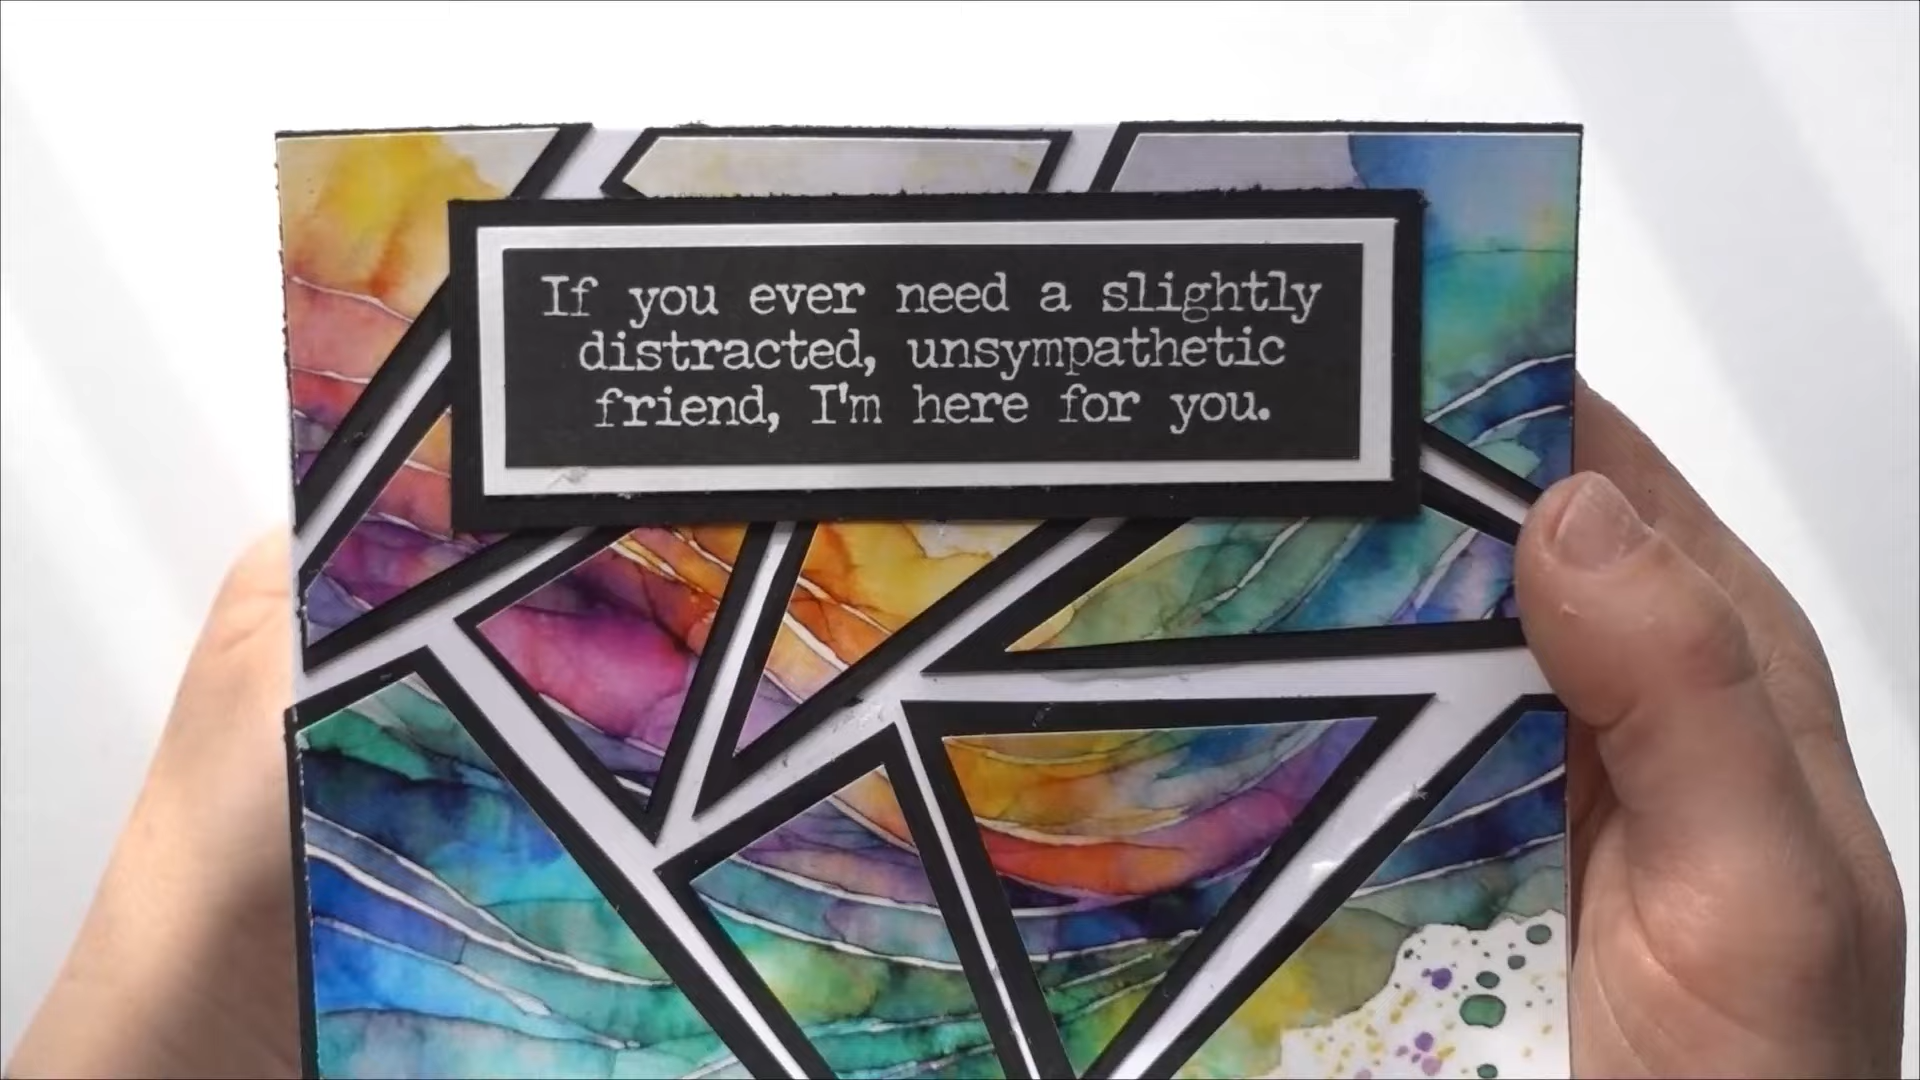 If you ever need a slightly
distracted, unsympathetic
friend, I'm here for you.